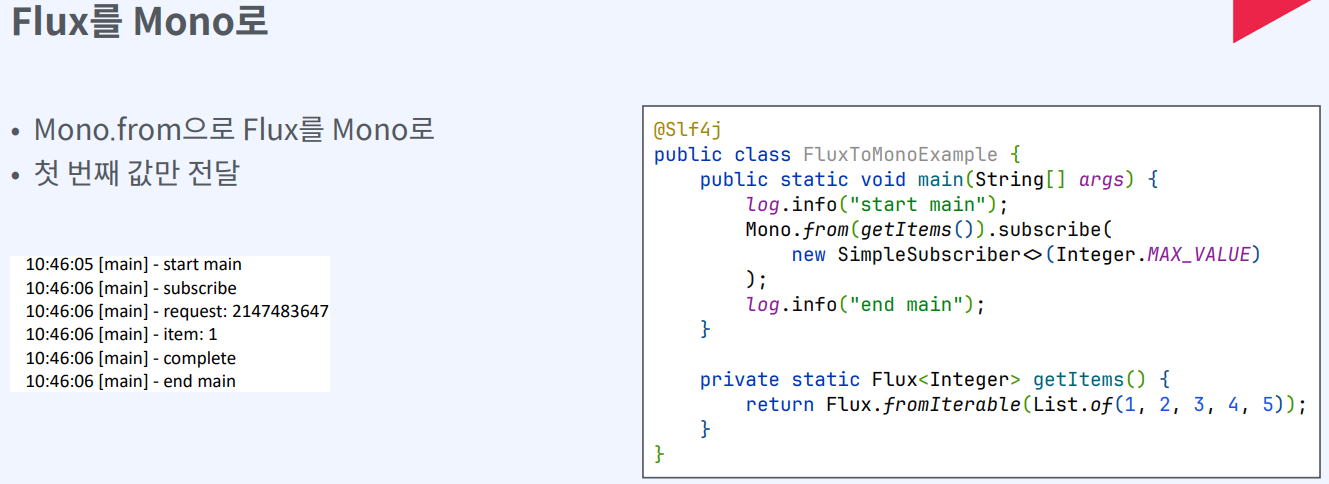 Flux를 Mono로
• Mono.from으로 Flux를 Mono로
• 첫 번째 값만 전달
10:46:05 [main] - start main
10:46:06 [main] - subscribe
10:46:06 [main] - request: 2147483647
10:46:06 [main] - item: 1
10:46:06 [main] - complete
10:46:06 [main] - end main
@Slf4j
public class FluxToMonoExample {
    public static void main(String[] args) {
        log.info("start main");
        Mono.from(getItems()).subscribe(
            new SimpleSubscriber<>(Integer.MAX_VALUE)
        );
        log.info("end main");
    }

    private static Flux<Integer> getItems() {
        return Flux.fromIterable(List.of(1, 2, 3, 4, 5));
    }
}